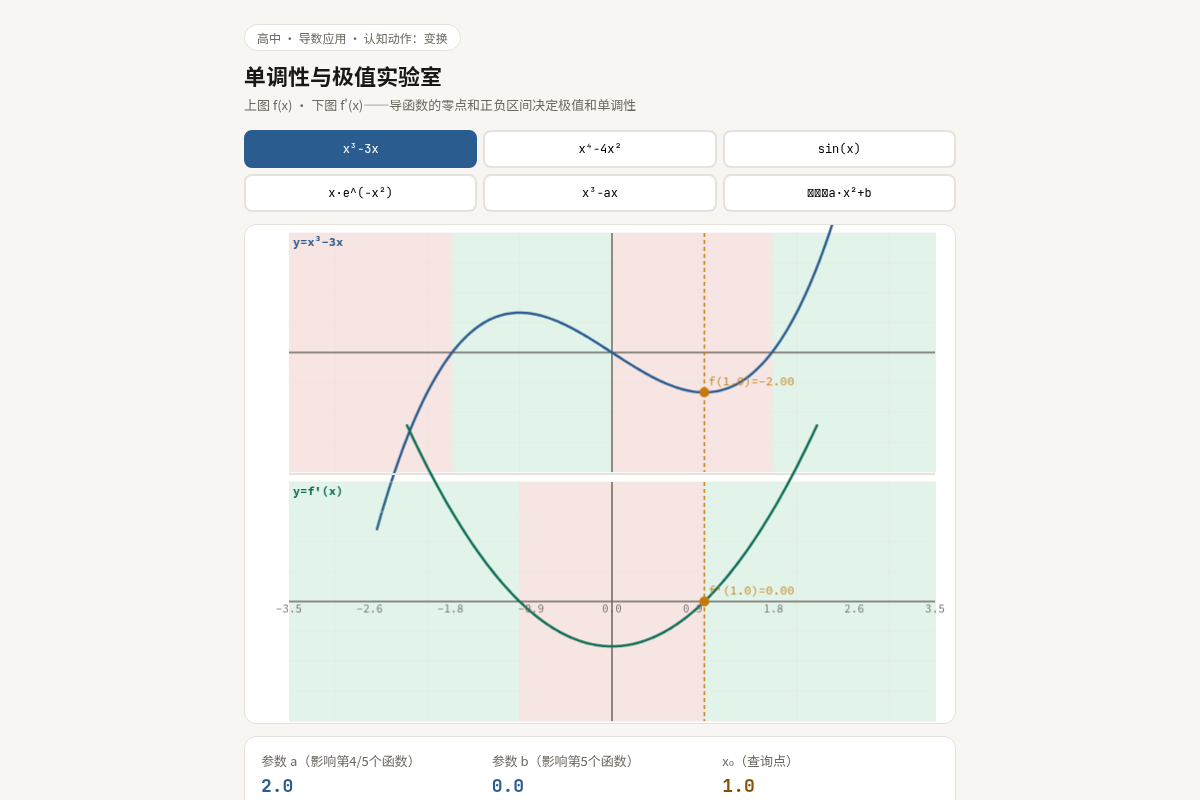 高中 · 导数应用 · 认知动作：变换
单调性与极值实验室
上图 f(x) · 下图 f'(x)——导函数的零点和正负区间决定极值和单调性
x³-3x
x⁴-4x²
sin(x)
x·e^(-x²)
x³-ax
a·x²+b
y=x³−3x
f(1.0)=−2.00
y=f'(x)
f'(1.0)=0.00
−3.5 −2.6 −1.8 −0.9 0.0 0.9 1.8 2.6 3.5
参数 a（影响第4/5个函数）
2.0
参数 b（影响第5个函数）
0.0
x₀（查询点）
1.0